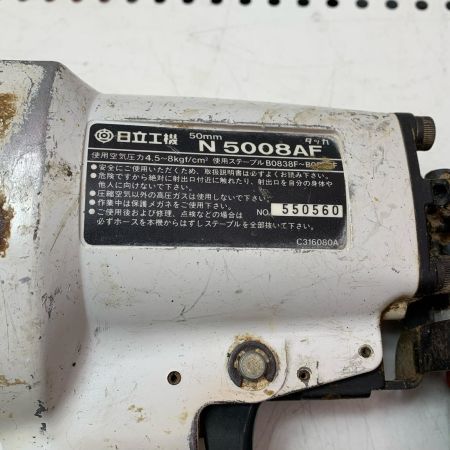 日立工機 50mm タッカ N 5008AF
使用空気圧力4.5~8kgf/cm² 使用ステープル B0838F~
●安全にご使用いただくため、取扱説明書は必ずよくお読み下さい。
●危険ですから絶対に射出口付近に触れたり、射出口を自分の身体や
他人に向けないで下さい。
●圧縮空気以外の高圧ガスは使用しないで下さい。
●作業中は保護メガネをご使用下さい。
●ご使用後および修理、点検などの場合は
必ずホースを本機からはずしステープルを全部抜いて下さい。
NO. 550560
C316080A